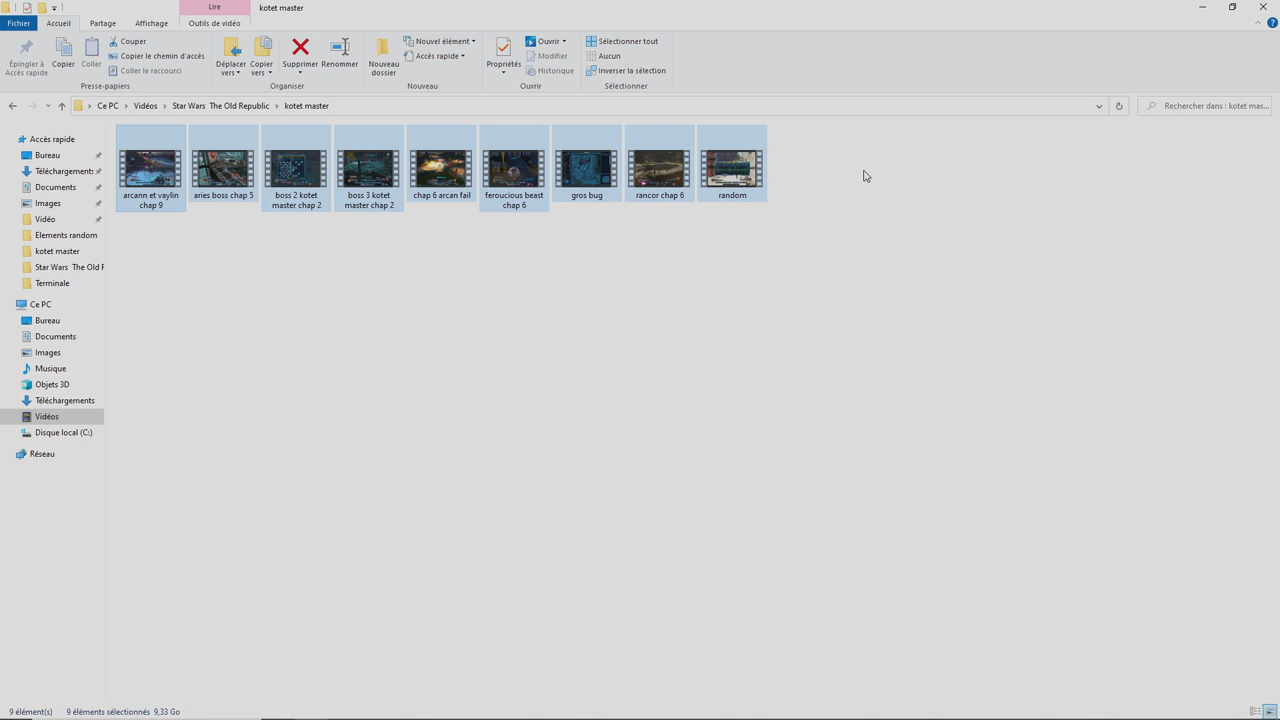 Lire
kotet master
Fichier
Accueil
Partage
Affichage
Outils de vidéo
Épingler à
Accès rapide
Copier
Coller
Couper
Copier le chemin d'accès
Coller le raccourci
Déplacer
vers
Copier
vers
Supprimer
Renommer
Nouveau
dossier
Nouvel élément
Accès rapide
Propriétés
Ouvrir
Modifier
Historique
Sélectionner tout
Aucun
Inverser la sélection
Presse-papiers
Organiser
Nouveau
Ouvrir
Sélectionner
Ce PC
Vidéos
Star Wars The Old Republic
kotet master
Rechercher dans : kotet mas...
Accès rapide
Bureau
Téléchargements
Documents
Images
Vidéo
Elements random
kotet master
Star Wars The Old F
Terminale
Ce PC
Bureau
Documents
Images
Musique
Objets 3D
Téléchargements
Vidéos
Disque local (C:)
Réseau
arcann et vaylin
chap 9
aries boss chap 5
boss 2 kotet
master chap 2
boss 3 kotet
master chap 2
chap 6 arcan fail
feroucious beast
chap 6
gros bug
rancor chap 6
random
9 élément(s)
9 éléments sélectionnés 9,33 Go